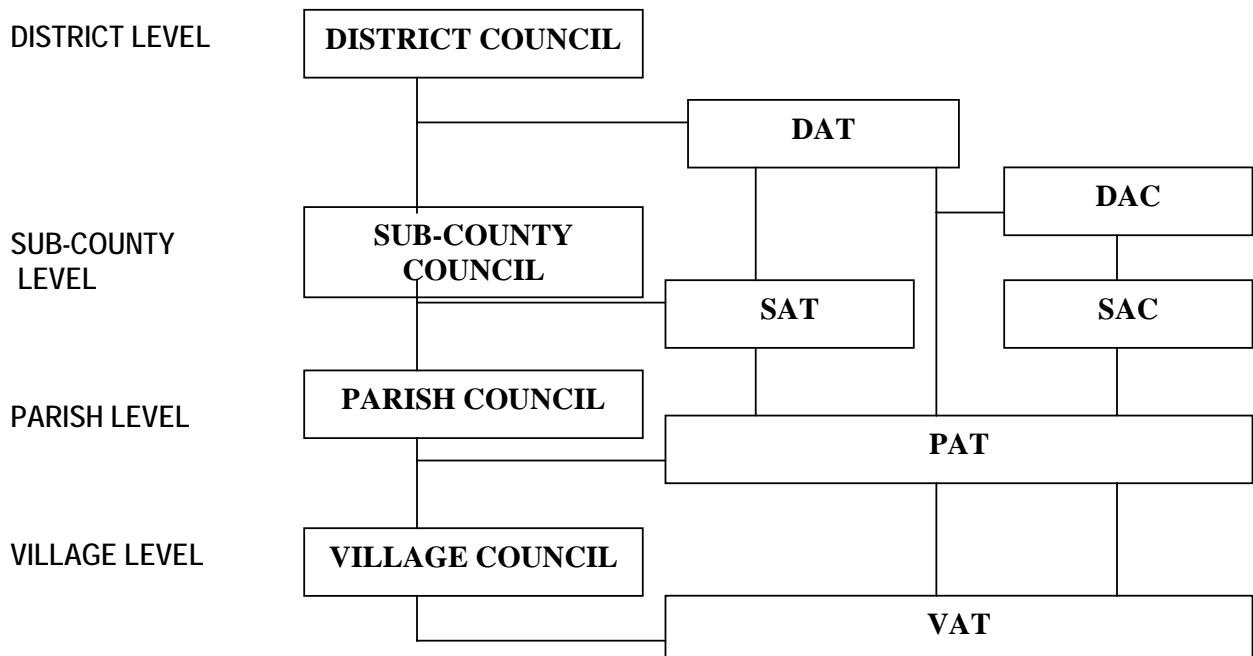 DISTRICT LEVEL
DISTRICT COUNCIL
DAT
DAC
SUB-COUNTY
LEVEL
SUB-COUNTY
COUNCIL
SAT
SAC
PARISH LEVEL
PARISH COUNCIL
PAT
VILLAGE LEVEL
VILLAGE COUNCIL
VAT